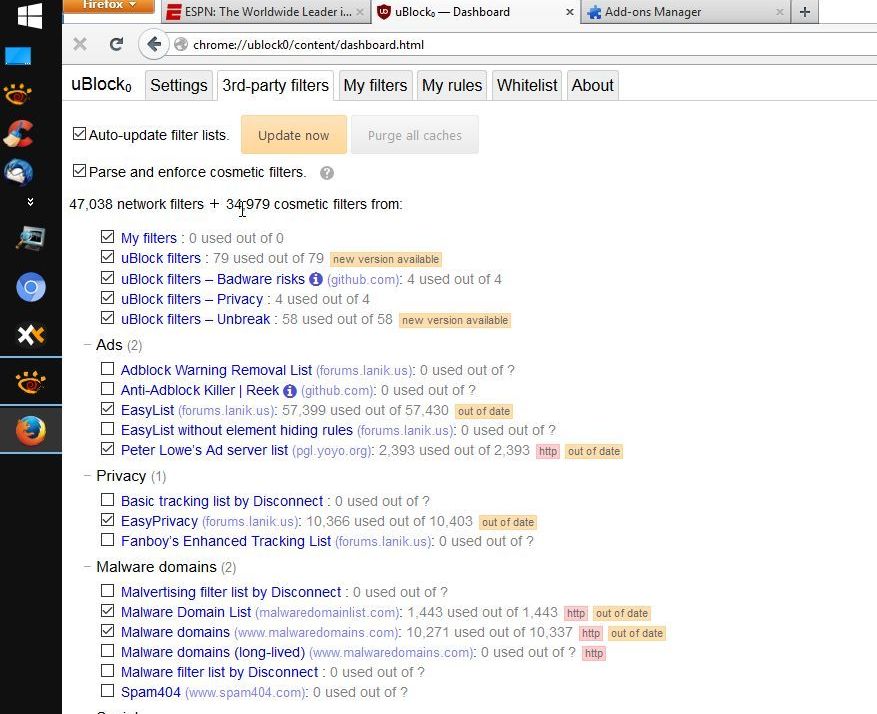 Firefox
ESPN: The Worldwide Leader i...
uBlock₀ — Dashboard
Add-ons Manager
chrome://ublock0/content/dashboard.html
uBlock₀ Settings 3rd-party filters My filters My rules Whitelist About
Auto-update filter lists. Update now Purge all caches
Parse and enforce cosmetic filters. ?
47,038 network filters + 34,979 cosmetic filters from:
My filters : 0 used out of 0
uBlock filters : 79 used out of 79 new version available
uBlock filters – Badware risks i (github.com): 4 used out of 4
uBlock filters – Privacy : 4 used out of 4
uBlock filters – Unbreak : 58 used out of 58 new version available
− Ads (2)
Adblock Warning Removal List (forums.lanik.us): 0 used out of ?
Anti-Adblock Killer | Reek i (github.com): 0 used out of ?
EasyList (forums.lanik.us): 57,399 used out of 57,430 out of date
EasyList without element hiding rules (forums.lanik.us): 0 used out of ?
Peter Lowe's Ad server list (pgl.yoyo.org): 2,393 used out of 2,393 http out of date
− Privacy (1)
Basic tracking list by Disconnect : 0 used out of ?
EasyPrivacy (forums.lanik.us): 10,366 used out of 10,403 out of date
Fanboy's Enhanced Tracking List (forums.lanik.us): 0 used out of ?
− Malware domains (2)
Malvertising filter list by Disconnect : 0 used out of ?
Malware Domain List (malwaredomainlist.com): 1,443 used out of 1,443 http out of date
Malware domains (www.malwaredomains.com): 10,271 used out of 10,337 http out of date
Malware domains (long-lived) (www.malwaredomains.com): 0 used out of ? http
Malware filter list by Disconnect : 0 used out of ?
Spam404 (www.spam404.com): 0 used out of ?